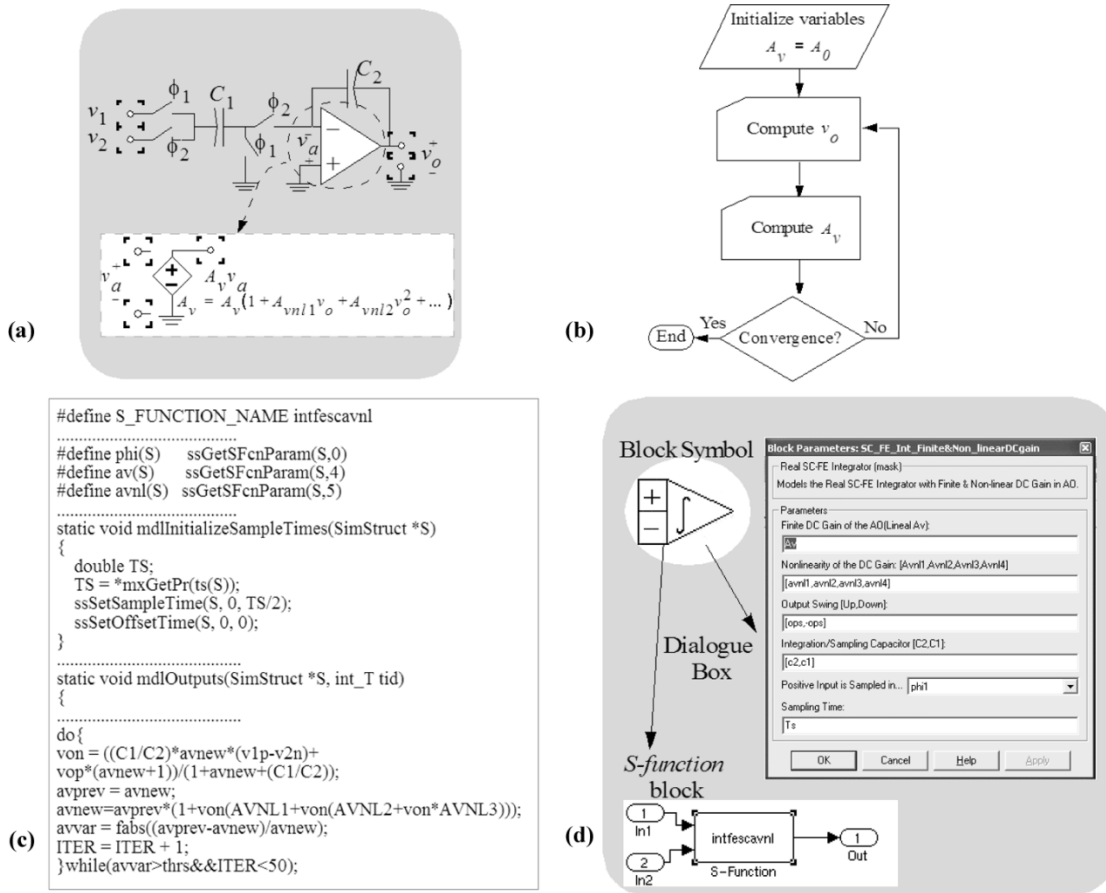 v1
v2
ϕ1
ϕ2
C1
ϕ2
ϕ1
C2
−
+
va
+
vo
−
va
+
−
+
−
Av va
Av = Av(1 + Avnl1 vo + Avnl2 vo² + ... )
(a)
Initialize variables
Av = A0
Compute vo
Compute Av
Convergence?
Yes
No
End
(b)
#define S_FUNCTION_NAME intfescavnl
..........................................
#define phi(S) ssGetSFcnParam(S,0)
#define av(S) ssGetSFcnParam(S,4)
#define avnl(S) ssGetSFcnParam(S,5)
..........................................
static void mdlInitializeSampleTimes(SimStruct *S)
{
double TS;
TS = *mxGetPr(ts(S));
ssSetSampleTime(S, 0, TS/2);
ssSetOffsetTime(S, 0, 0);
}
..........................................
static void mdlOutputs(SimStruct *S, int_T tid)
{
..........................................
do{
von = ((C1/C2)*avnew*(v1p-v2n)+
vop*(avnew+1))/(1+avnew+(C1/C2));
avprev = avnew;
avnew=avprev*(1+von(AVNL1+von(AVNL2+von*AVNL3)));
avvar = fabs((avprev-avnew)/avnew);
ITER = ITER + 1;
}while(avvar>thrs&&ITER<50);
(c)
Block Symbol
+
−
∫
Dialogue
Box
S-function
block
Block Parameters: SC_FE_Int_Finite&Non_linearDCgain
Real SC-FE Integrator (mask)
Models the Real SC-FE Integrator with Finite & Non-linear DC Gain in AO.
Parameters
Finite DC Gain of the AO(Lineal Av):
Av
Nonlinearity of the DC Gain: [Avnl1,Avnl2,Avnl3,Avnl4]
[avnl1,avnl2,avnl3,avnl4]
Output Swing [Up,Down]:
[ops,-ops]
Integration/Sampling Capacitor [C2,C1]:
[c2,c1]
Positive Input is Sampled in... phi1
Sampling Time:
Ts
OK Cancel Help Apply
1
In1
2
In2
intfescavnl
S-Function
1
Out
(d)